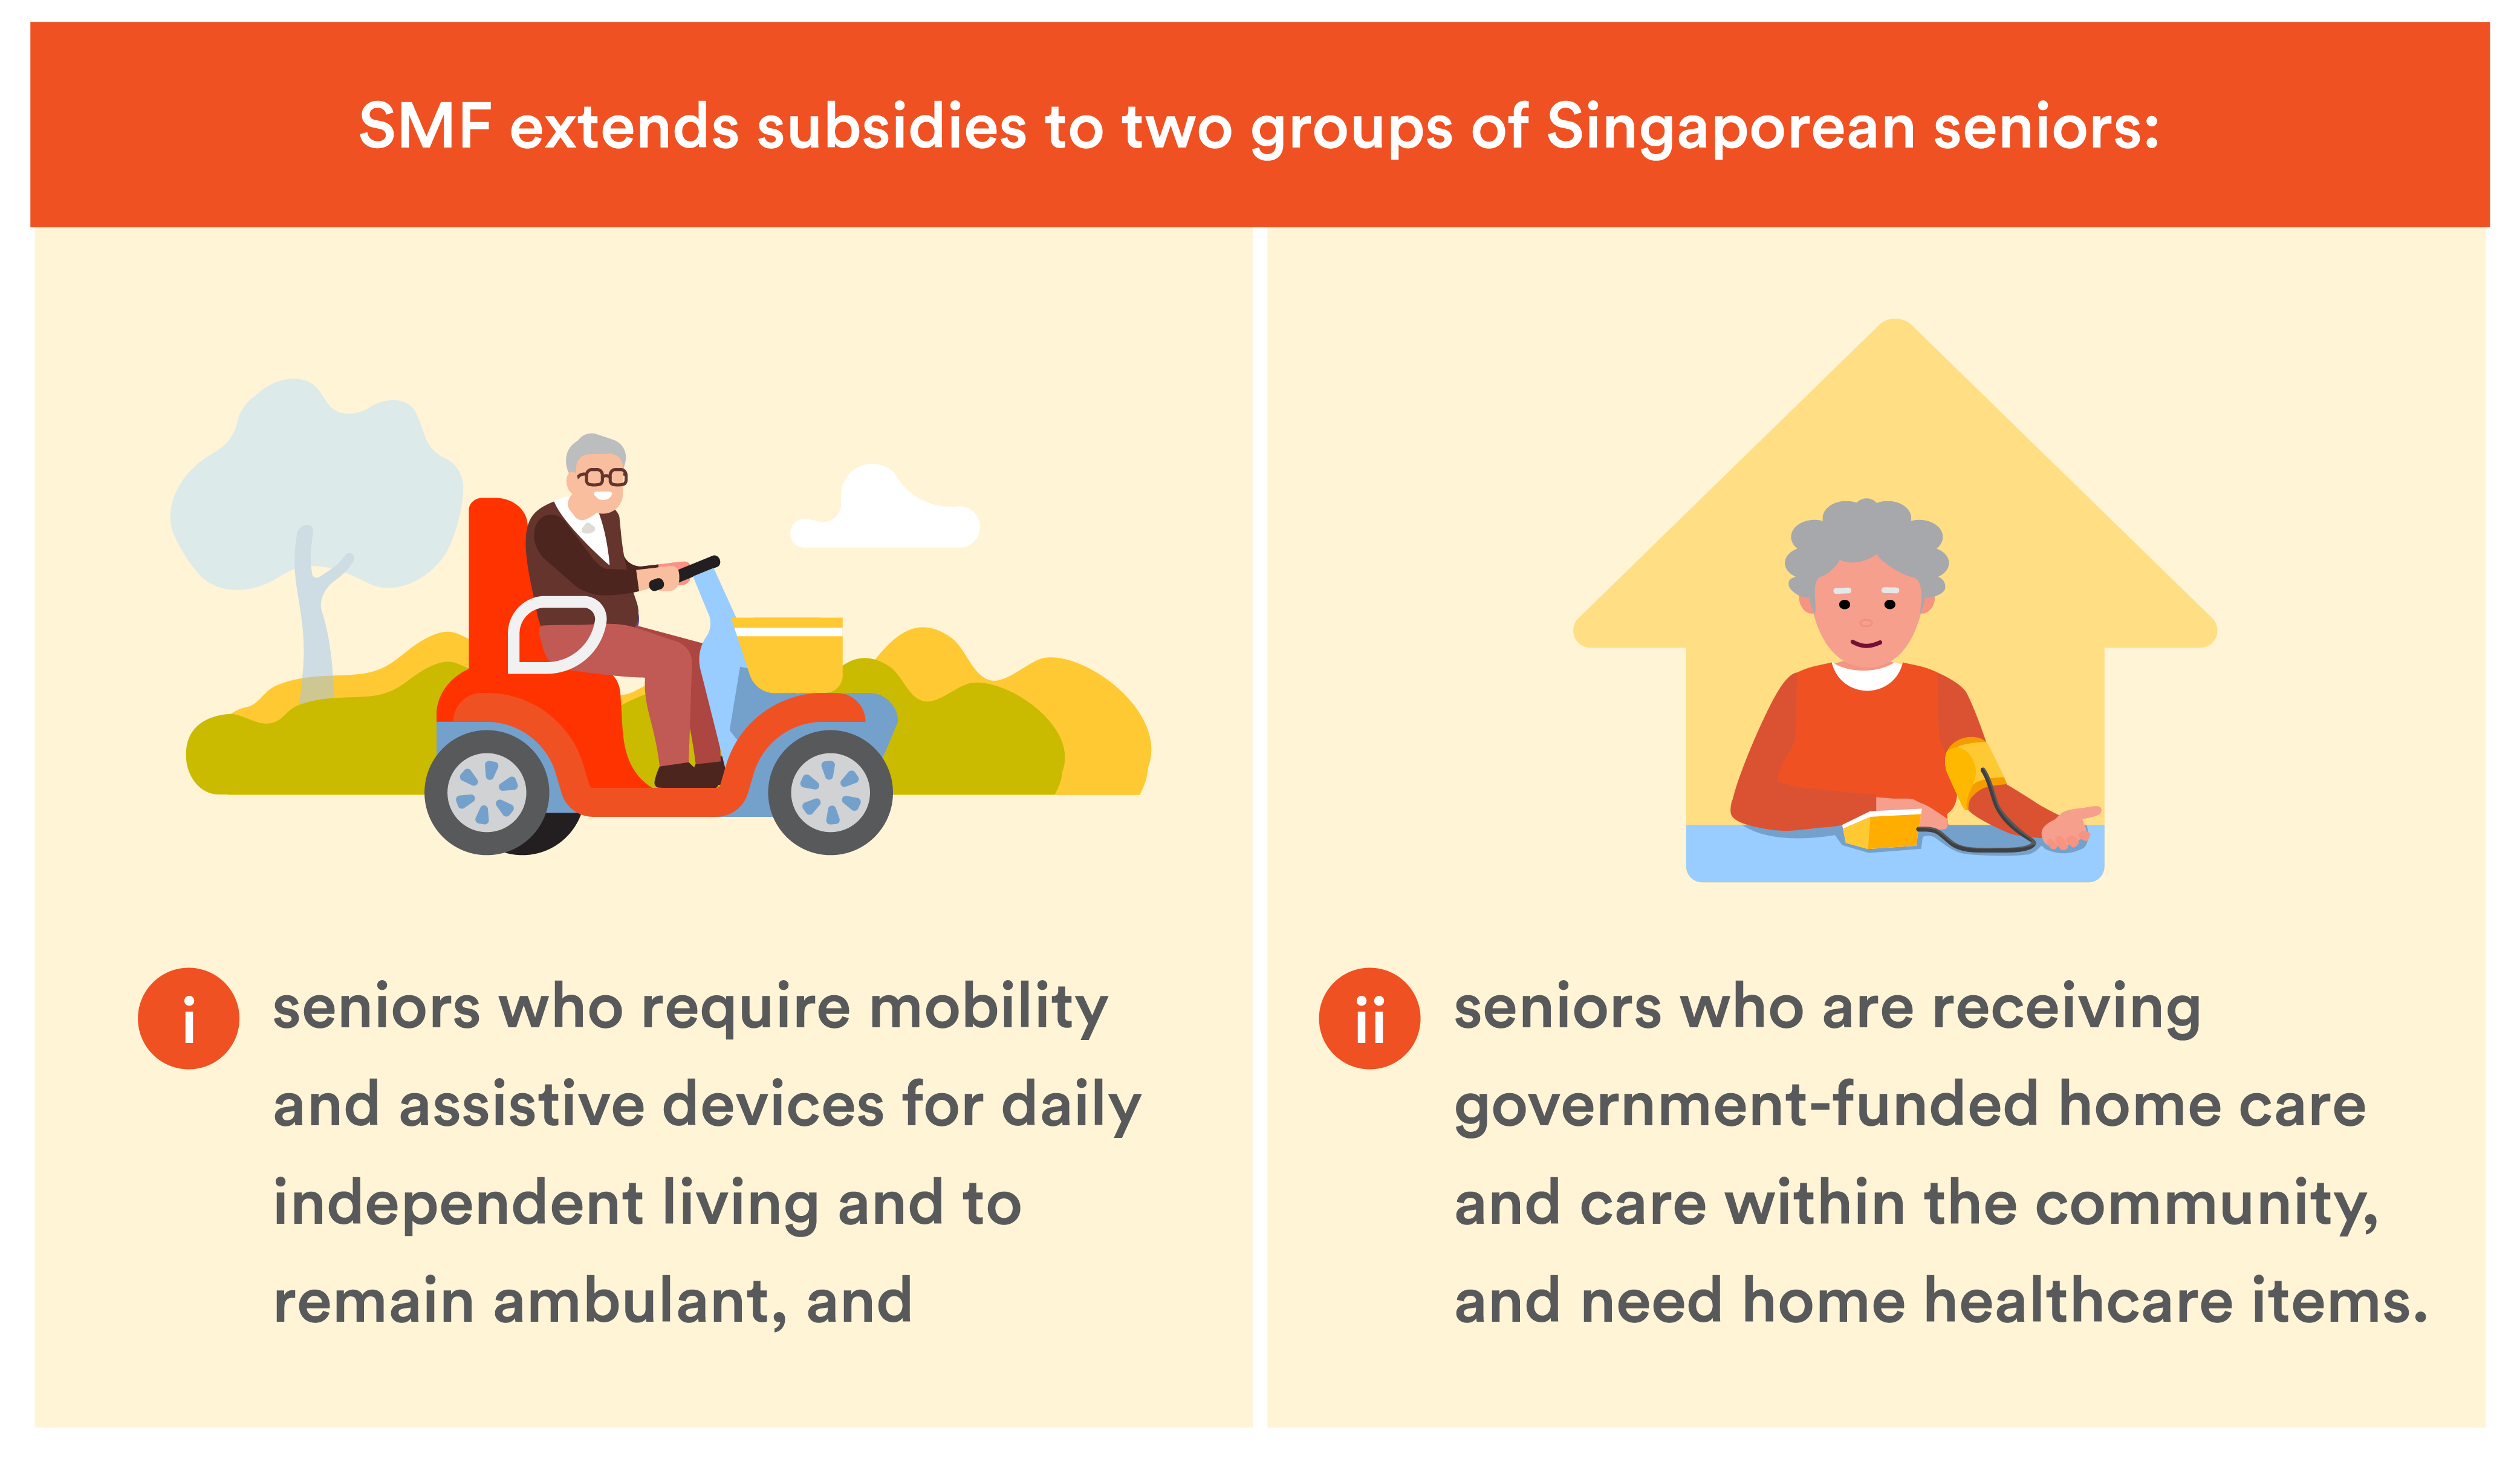 SMF extends subsidies to two groups of Singaporean seniors:
i
seniors who require mobility
and assistive devices for daily
independent living and to
remain ambulant, and
ii
seniors who are receiving
government-funded home care
and care within the community,
and need home healthcare items.